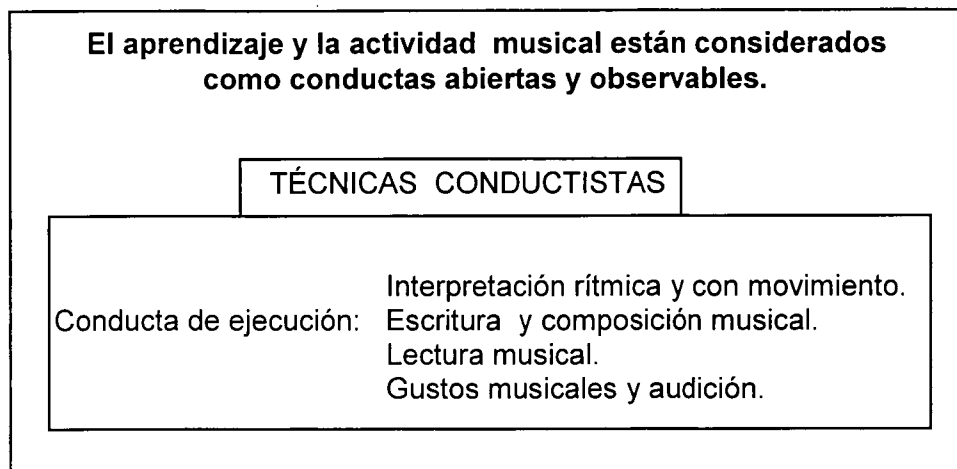 El aprendizaje y la actividad musical están considerados
como conductas abiertas y observables.
TÉCNICAS CONDUCTISTAS
Interpretación rítmica y con movimiento.
Conducta de ejecución: Escritura y composición musical.
Lectura musical.
Gustos musicales y audición.